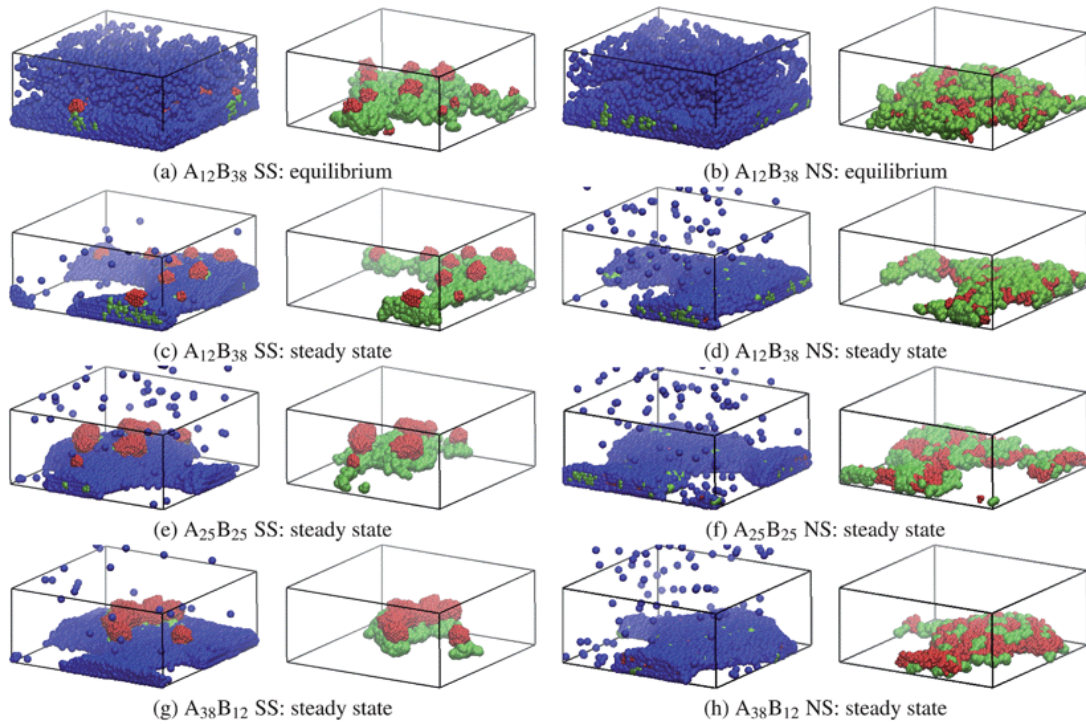 (a) A₁₂B₃₈ SS: equilibrium
(b) A₁₂B₃₈ NS: equilibrium
(c) A₁₂B₃₈ SS: steady state
(d) A₁₂B₃₈ NS: steady state
(e) A₂₅B₂₅ SS: steady state
(f) A₂₅B₂₅ NS: steady state
(g) A₃₈B₁₂ SS: steady state
(h) A₃₈B₁₂ NS: steady state